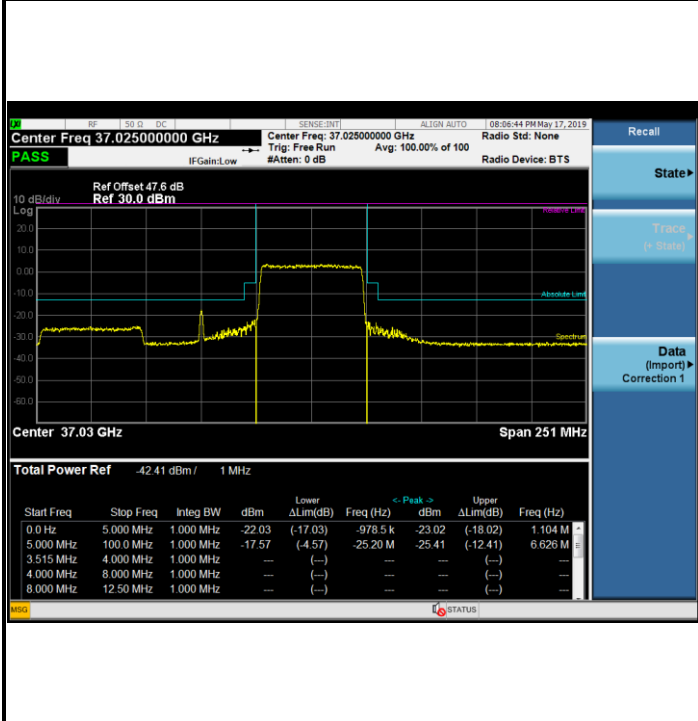 RF 50 Ω DC SENSE:INT ALIGN AUTO 08:06:44 PM May 17, 2019
Center Freq 37.025000000 GHz Center Freq: 37.025000000 GHz Radio Std: None
Trig: Free Run Avg: 100.00% of 100
PASS IFGain:Low #Atten: 0 dB Radio Device: BTS
Ref Offset 47.6 dB
10 dB/div Ref 30.0 dBm
Log
Relative Limit
20.0
10.0
0.00
-10.0
Absolute Limit
-20.0
-30.0
Spectrum
-40.0
-50.0
-60.0
Center 37.03 GHz Span 251 MHz
Total Power Ref -42.41 dBm / 1 MHz
Lower <- Peak -> Upper
Start Freq Stop Freq Integ BW dBm ΔLim(dB) Freq (Hz) dBm ΔLim(dB) Freq (Hz)
0.0 Hz 5.000 MHz 1.000 MHz -22.03 (-17.03) -978.5 k -23.02 (-18.02) 1.104 M
5.000 MHz 100.0 MHz 1.000 MHz -17.57 (-4.57) -25.20 M -25.41 (-12.41) 6.626 M
3.515 MHz 4.000 MHz 1.000 MHz --- (---) --- --- (---) ---
4.000 MHz 8.000 MHz 1.000 MHz --- (---) --- --- (---) ---
8.000 MHz 12.50 MHz 1.000 MHz --- (---) --- --- (---) ---
MSG STATUS
Recall
State
Trace
(+ State)
Data
(Import)
Correction 1